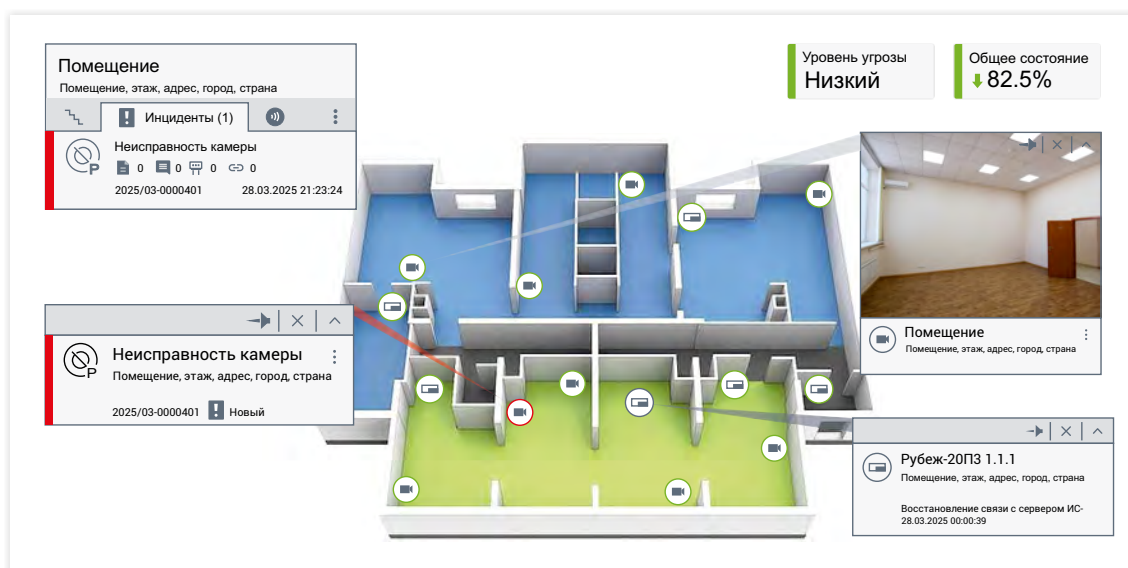 Помещение
Помещение, этаж, адрес, город, страна
Инциденты (1)
Неисправность камеры
0 0 0 0
2025/03-0000401 28.03.2025 21:23:24
Уровень угрозы
Низкий
Общее состояние
82.5%
Помещение
Помещение, этаж, адрес, город, страна
Неисправность камеры
Помещение, этаж, адрес, город, страна
2025/03-0000401 Новый
Рубеж-20ПЗ 1.1.1
Помещение, этаж, адрес, город, страна
Восстановление связи с сервером ИС-
28.03.2025 00:00:39